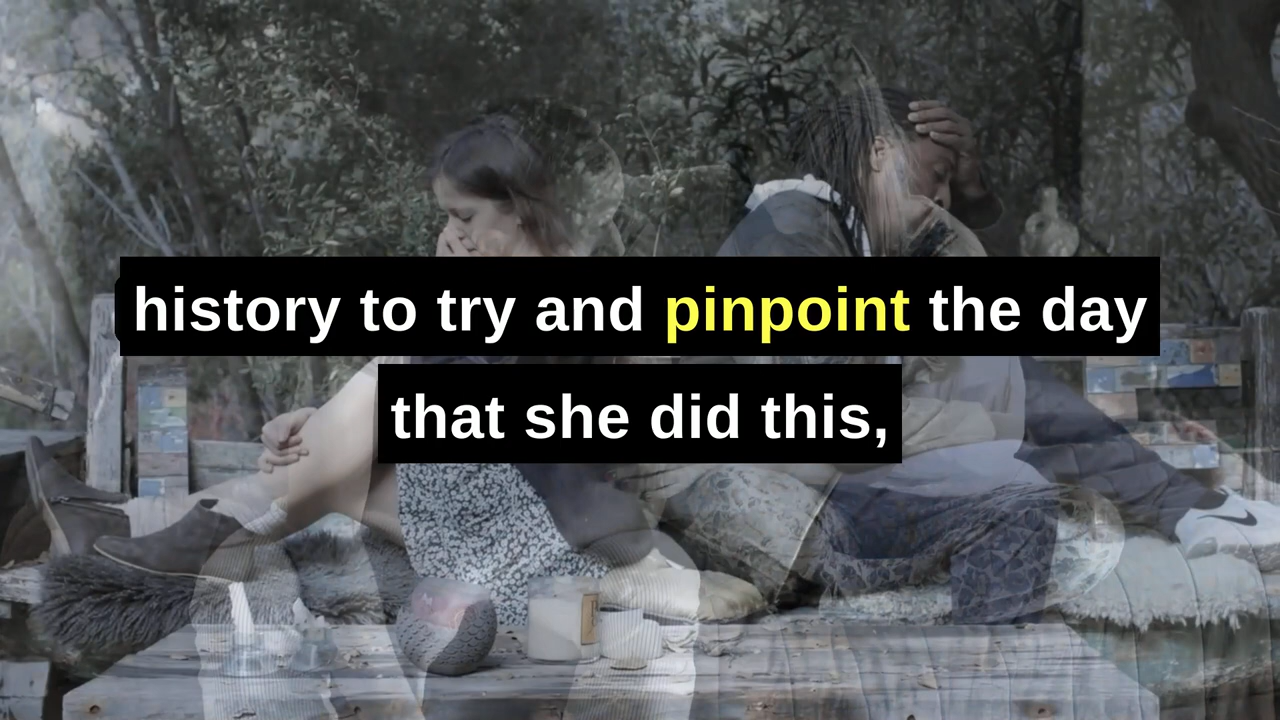 history to try and pinpoint the day
that she did this,